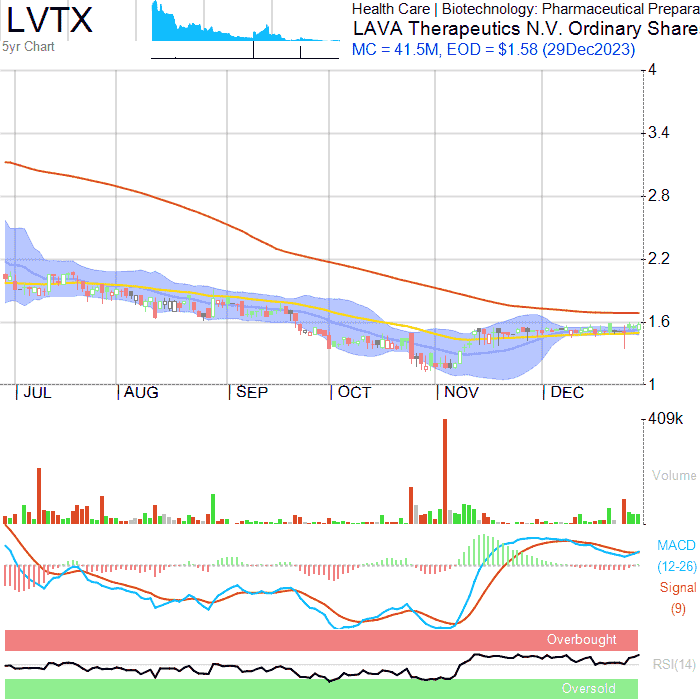 LVTX
5yr Chart
Health Care | Biotechnology: Pharmaceutical Prepara
LAVA Therapeutics N.V. Ordinary Share
MC = 41.5M, EOD = $1.58 (29Dec2023)
4
3.4
2.8
2.2
1.6
1
JUL AUG SEP OCT NOV DEC
409k
Volume
MACD
(12-26)
Signal
(9)
Overbought
RSI(14)
Oversold